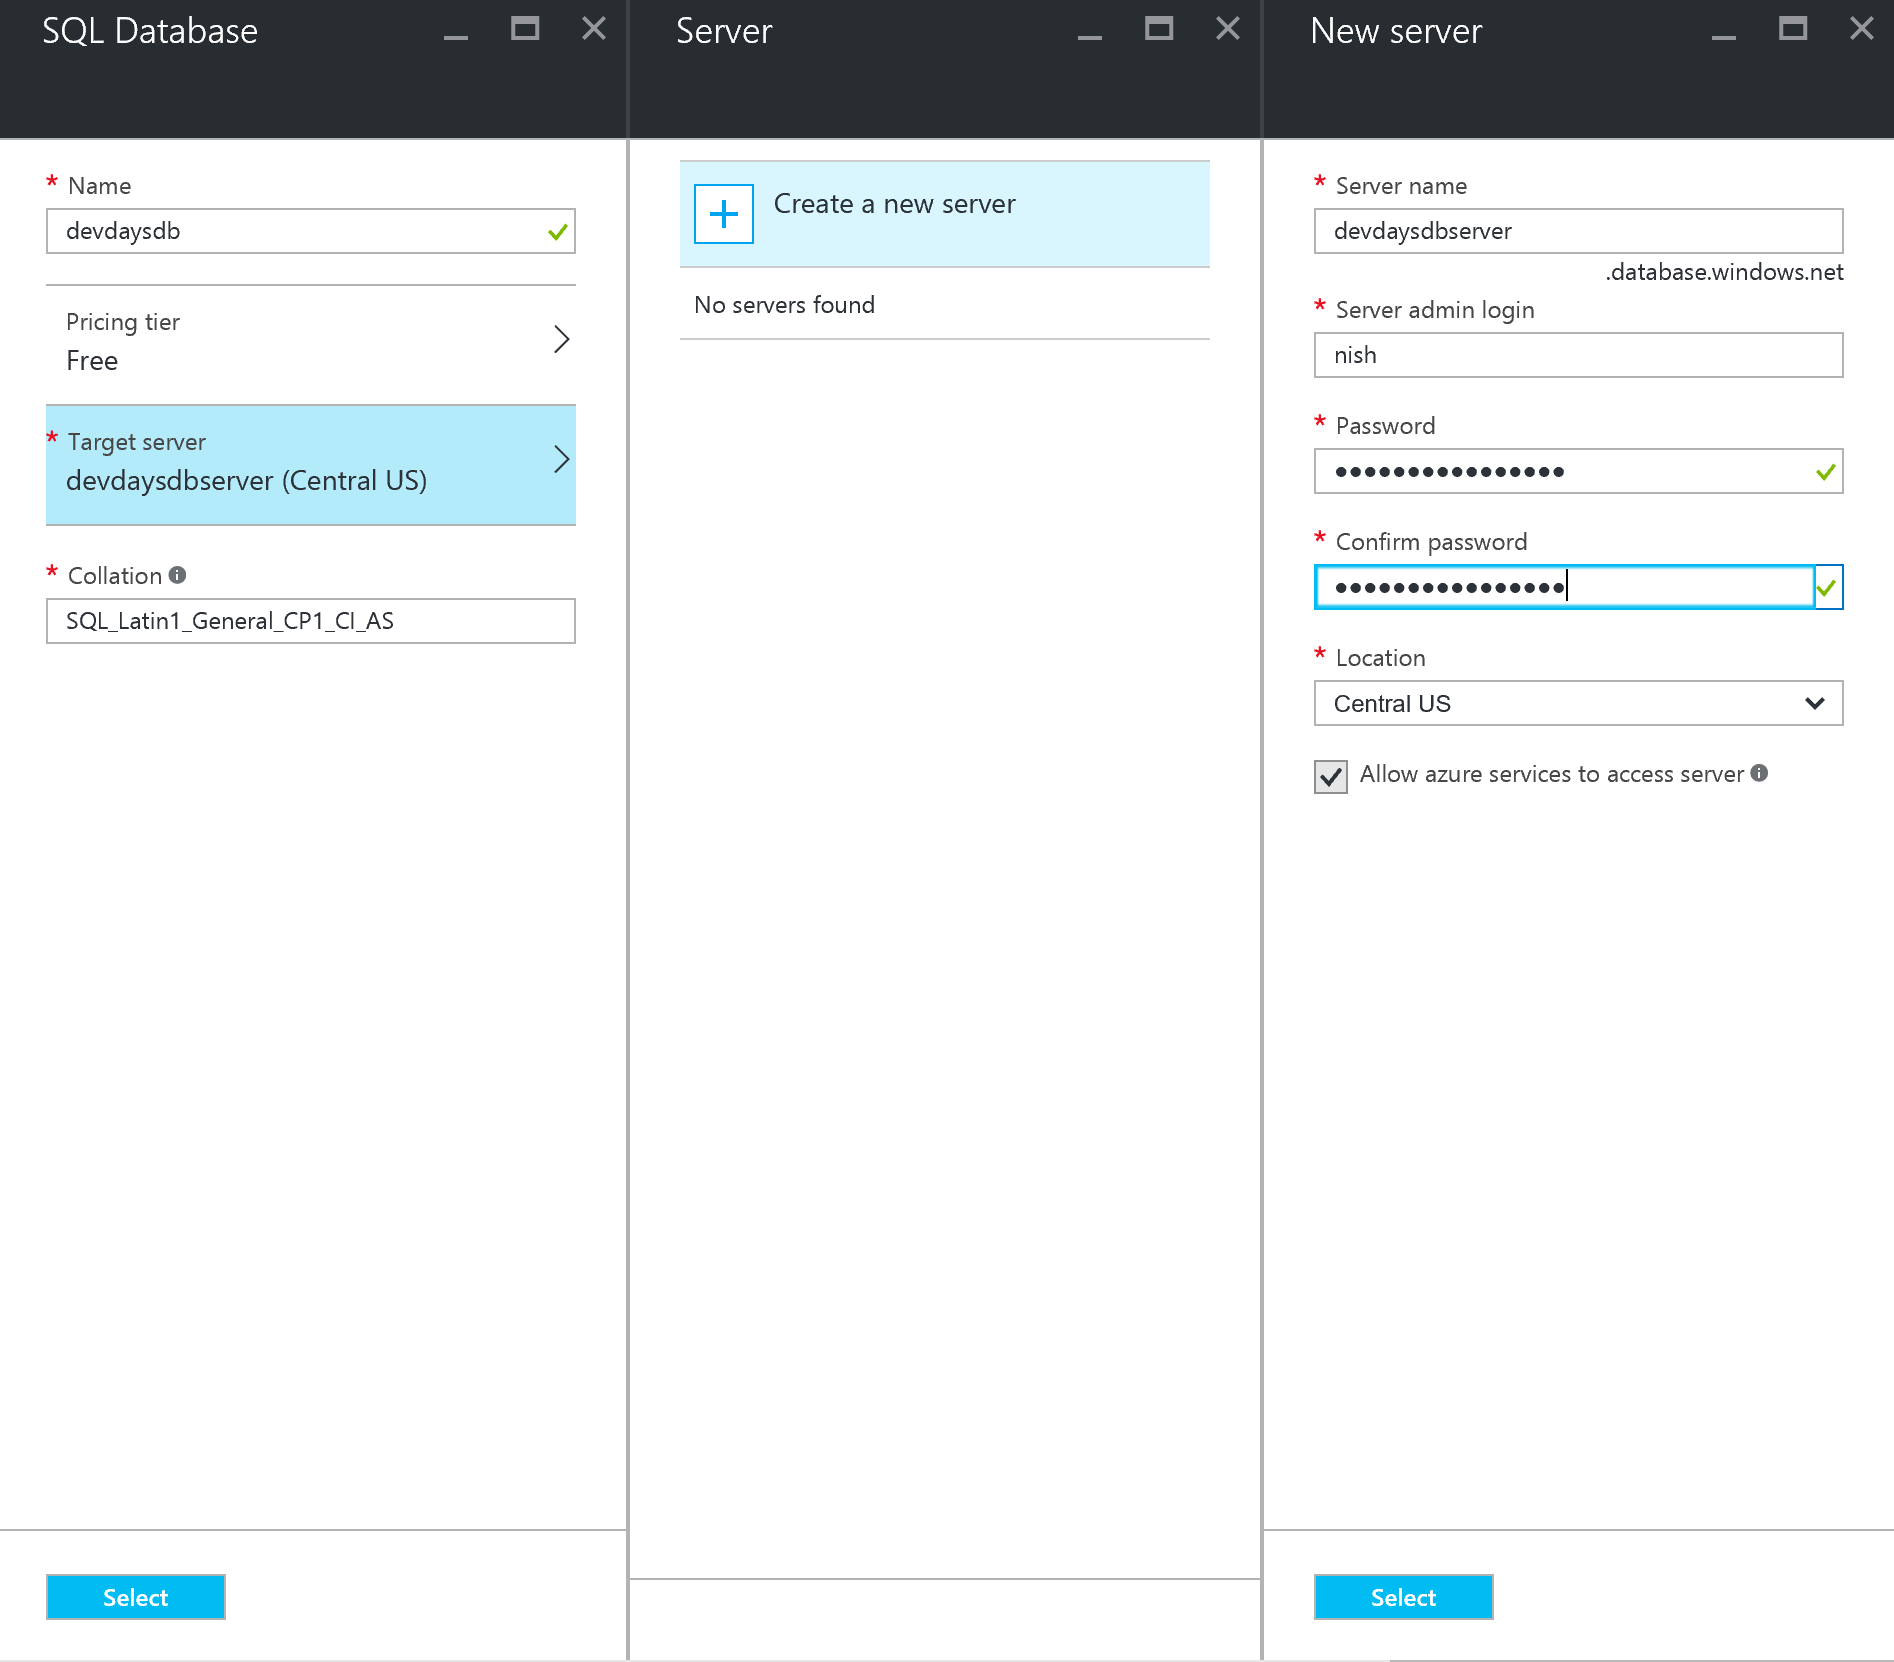 SQL Database
* Name
devdaysdb
Pricing tier
Free
* Target server
devdaysdbserver (Central US)
* Collation
SQL_Latin1_General_CP1_CI_AS
Select
Server
Create a new server
No servers found
New server
* Server name
devdaysdbserver
.database.windows.net
* Server admin login
nish
* Password
••••••••••••••••
* Confirm password
••••••••••••••••
* Location
Central US
Allow azure services to access server
Select